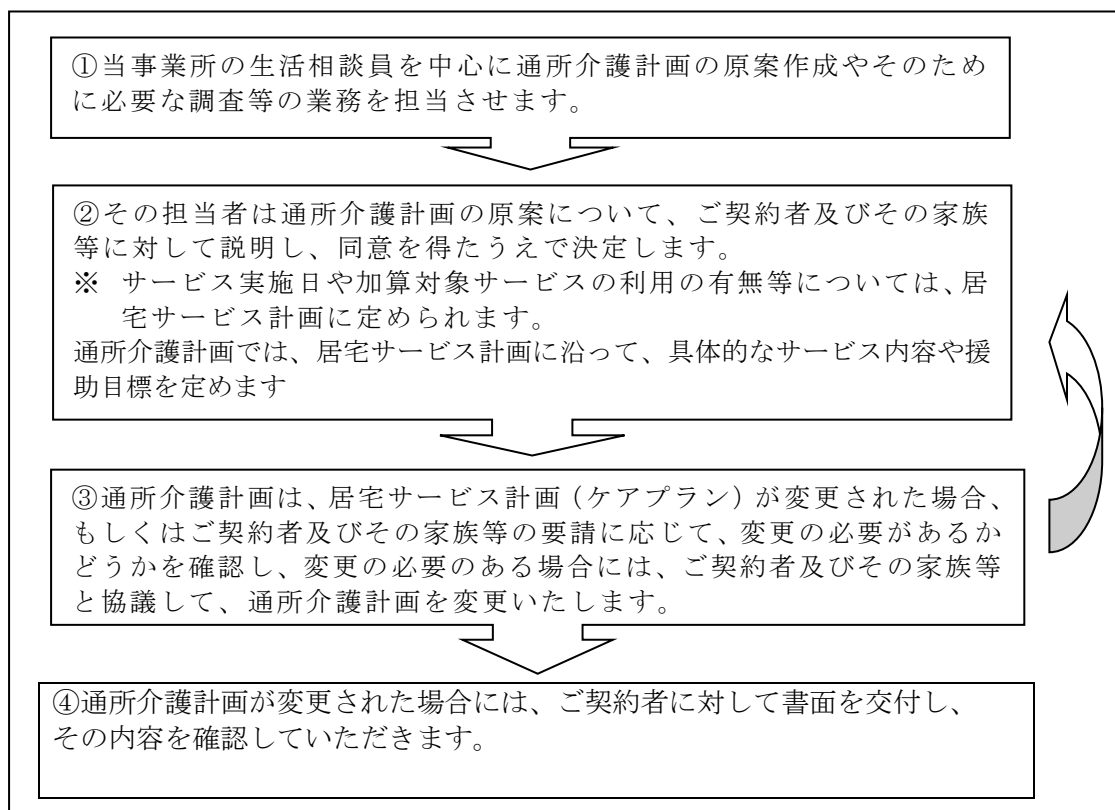 ①当事業所の生活相談員を中心に通所介護計画の原案作成やそのため
に必要な調査等の業務を担当させます。
②その担当者は通所介護計画の原案について、ご契約者及びその家族
等に対して説明し、同意を得たうえで決定します。
※ サービス実施日や加算対象サービスの利用の有無等については、居
宅サービス計画に定められます。
通所介護計画では、居宅サービス計画に沿って、具体的なサービス内容や援
助目標を定めます
③通所介護計画は、居宅サービス計画(ケアプラン)が変更された場合、
もしくはご契約者及びその家族等の要請に応じて、変更の必要があるか
どうかを確認し、変更の必要のある場合には、ご契約者及びその家族等
と協議して、通所介護計画を変更いたします。
④通所介護計画が変更された場合には、ご契約者に対して書面を交付し、
その内容を確認していただきます。